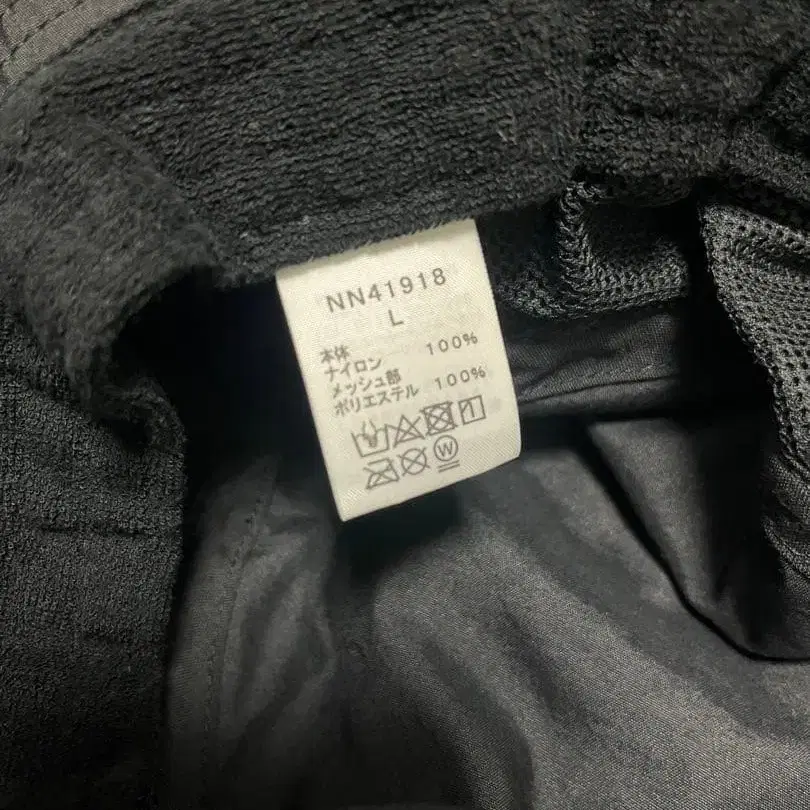 NN41918
L
本体
ナイロン 100%
メッシュ部
ポリエステル 100%
W